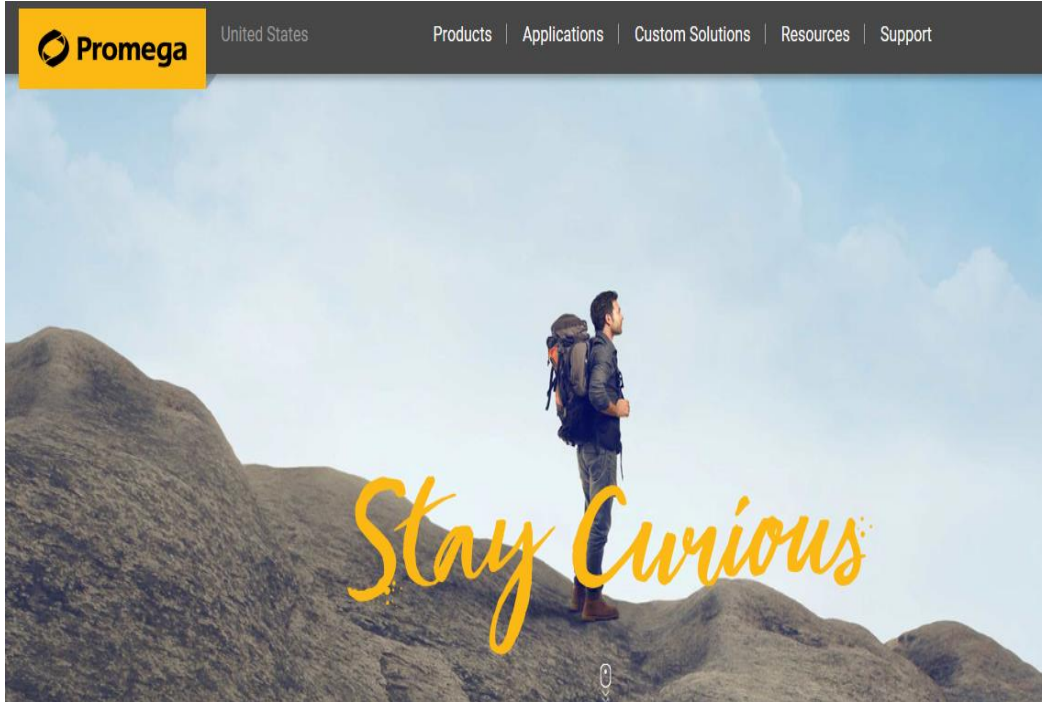 Promega
United States
Products | Applications | Custom Solutions | Resources | Support
Stay Curious